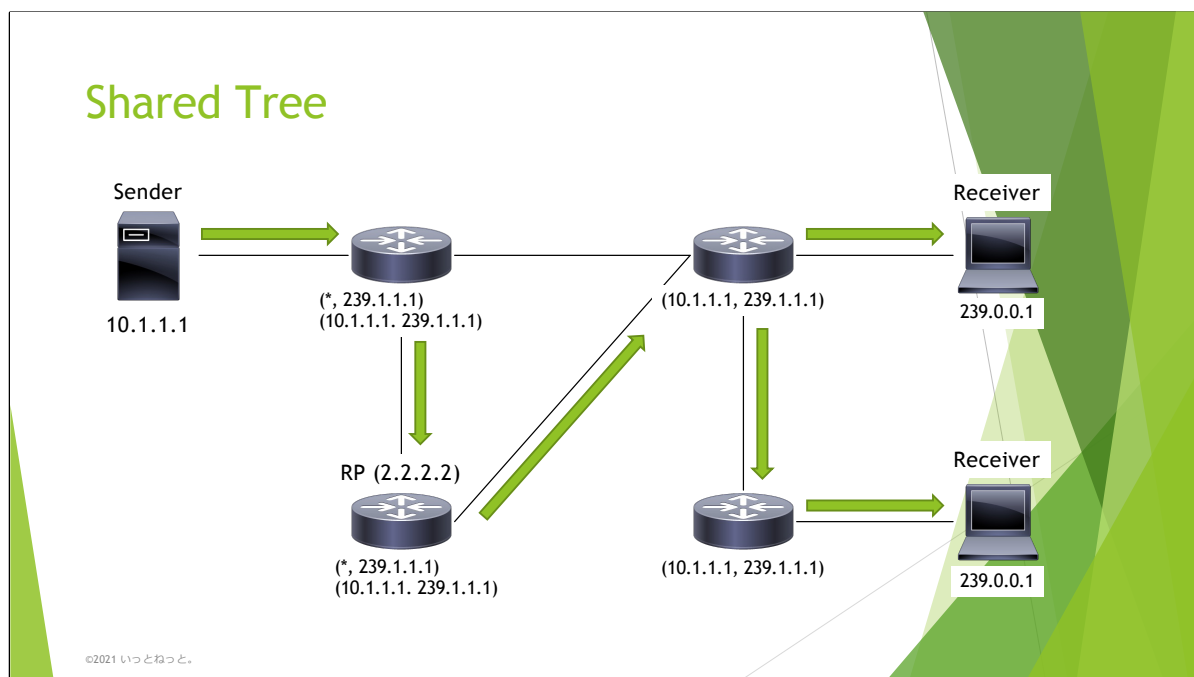 Shared Tree
Sender
Receiver
(*, 239.1.1.1)
(10.1.1.1. 239.1.1.1)
(10.1.1.1, 239.1.1.1)
239.0.0.1
10.1.1.1
RP (2.2.2.2)
Receiver
(*, 239.1.1.1)
(10.1.1.1. 239.1.1.1)
(10.1.1.1, 239.1.1.1)
239.0.0.1
©2021 いっとねっと。